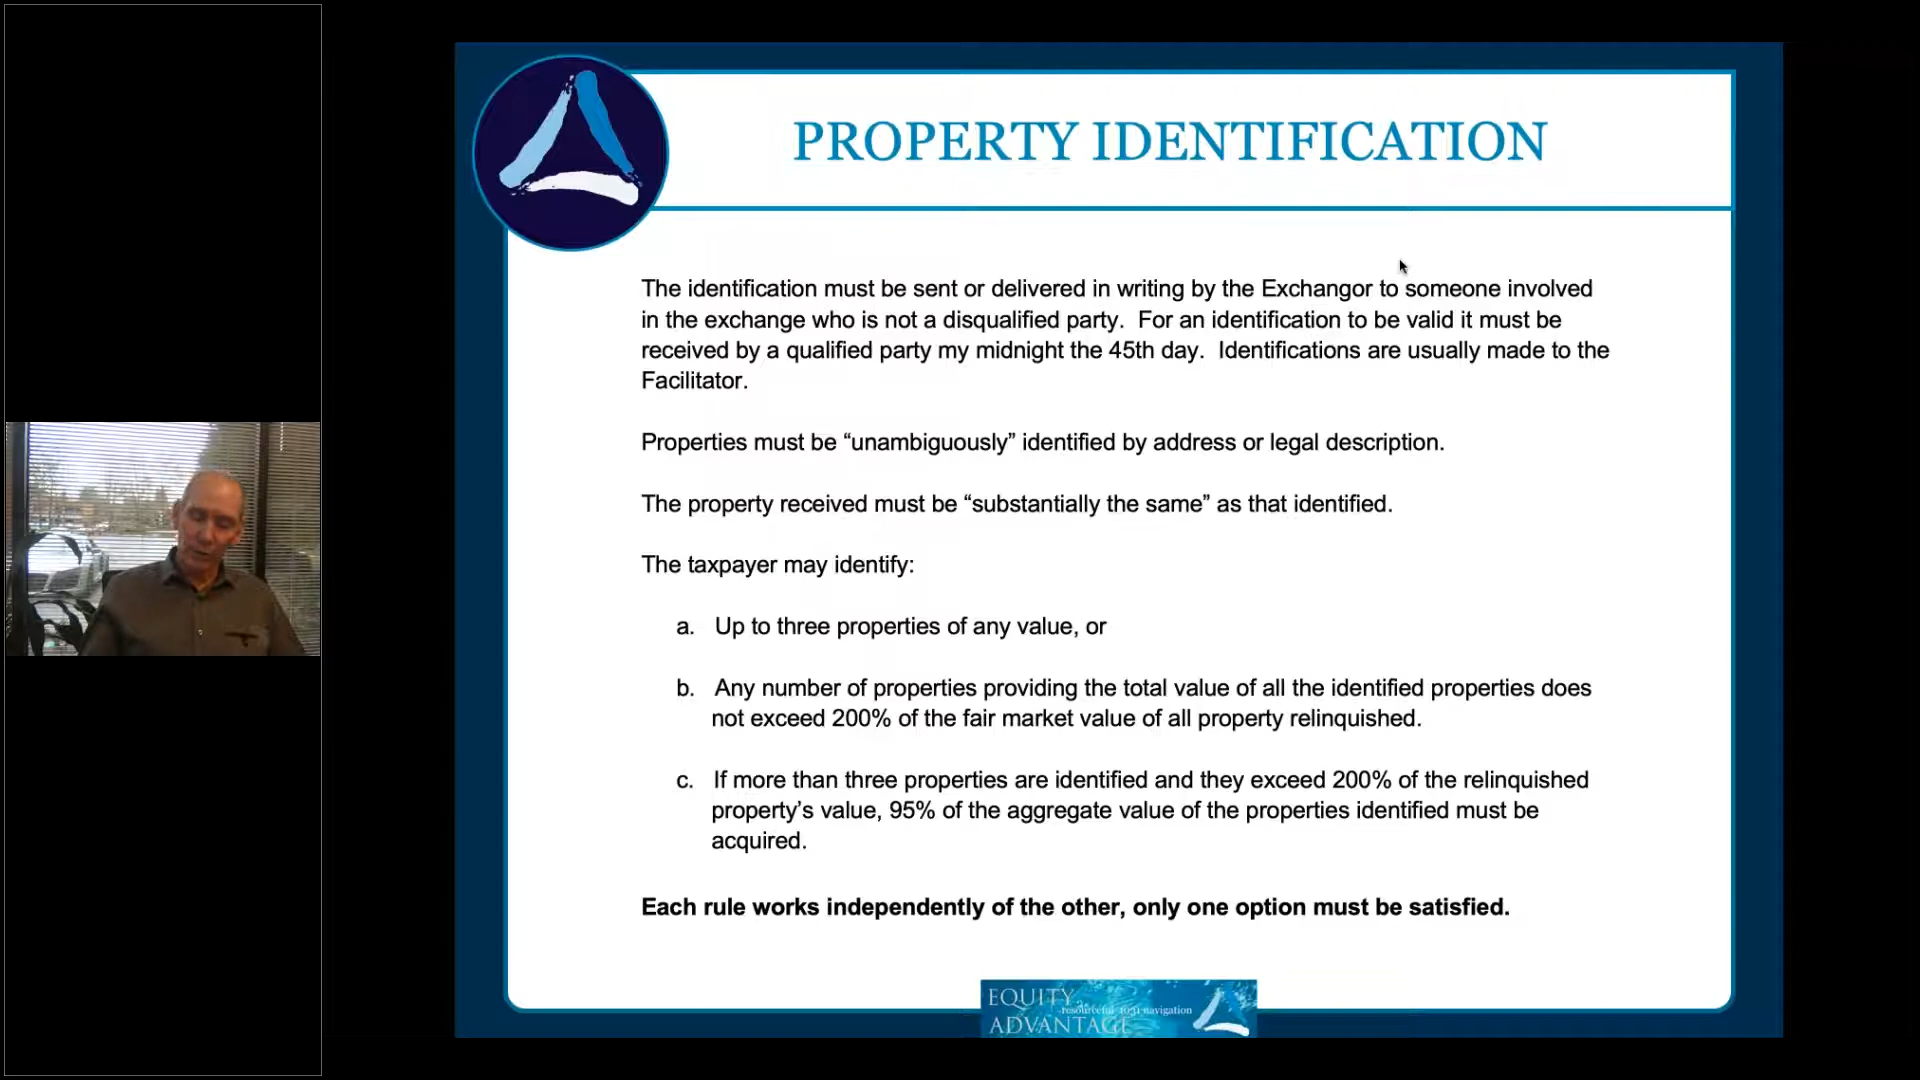 PROPERTY IDENTIFICATION
The identification must be sent or delivered in writing by the Exchangor to someone involved
in the exchange who is not a disqualified party.  For an identification to be valid it must be
received by a qualified party my midnight the 45th day.  Identifications are usually made to the
Facilitator.
Properties must be “unambiguously” identified by address or legal description.
The property received must be “substantially the same” as that identified.
The taxpayer may identify:
a. Up to three properties of any value, or
b. Any number of properties providing the total value of all the identified properties does
not exceed 200% of the fair market value of all property relinquished.
c. If more than three properties are identified and they exceed 200% of the relinquished
property’s value, 95% of the aggregate value of the properties identified must be
acquired.
Each rule works independently of the other, only one option must be satisfied.
EQUITY
resourceful 1031 navigation
ADVANTAGE